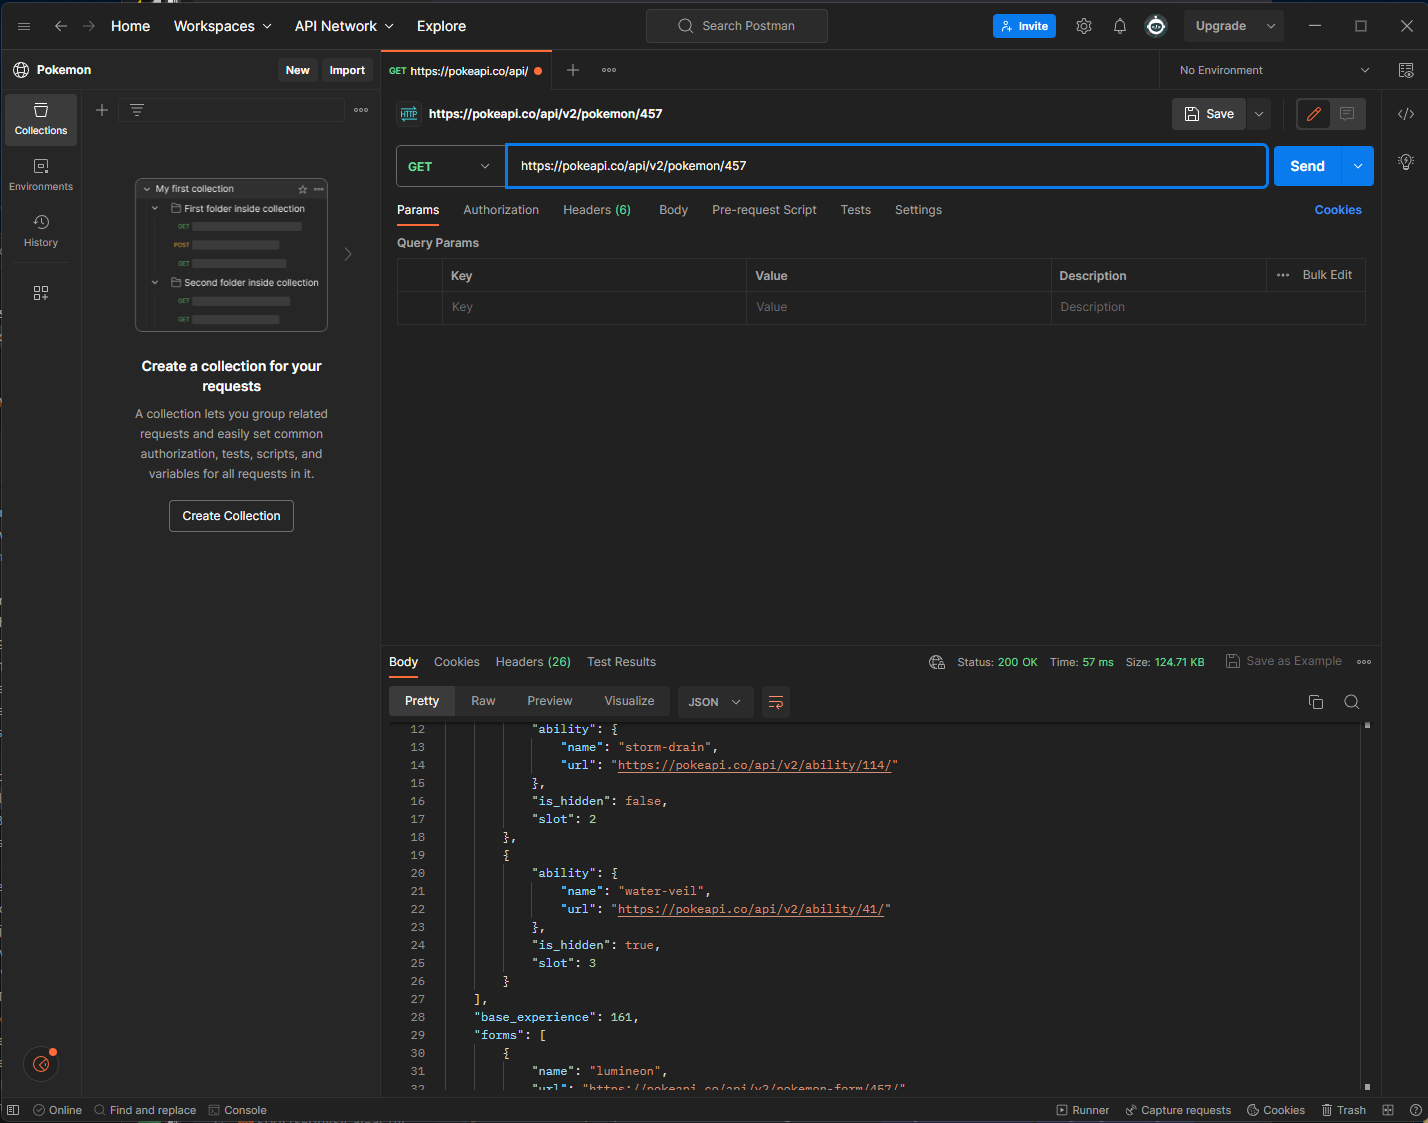 Home Workspaces API Network Explore Search Postman Invite Upgrade
Pokemon New Import GET https://pokeapi.co/api/ No Environment
Collections
Environments
History
My first collection
First folder inside collection
GET
POST
GET
Second folder inside collection
GET
GET
Create a collection for your
requests
A collection lets you group related
requests and easily set common
authorization, tests, scripts, and
variables for all requests in it.
Create Collection
HTTP https://pokeapi.co/api/v2/pokemon/457 Save
GET https://pokeapi.co/api/v2/pokemon/457 Send
Params Authorization Headers (6) Body Pre-request Script Tests Settings Cookies
Query Params
Key Value Description Bulk Edit
Key Value Description
Body Cookies Headers (26) Test Results Status: 200 OK Time: 57 ms Size: 124.71 KB Save as Example
Pretty Raw Preview Visualize JSON
12 "ability": {
13 "name": "storm-drain",
14 "url": "https://pokeapi.co/api/v2/ability/114/"
15 },
16 "is_hidden": false,
17 "slot": 2
18 },
19 {
20 "ability": {
21 "name": "water-veil",
22 "url": "https://pokeapi.co/api/v2/ability/41/"
23 },
24 "is_hidden": true,
25 "slot": 3
26 }
27 ],
28 "base_experience": 161,
29 "forms": [
30 {
31 "name": "lumineon",
32 "url": "https://pokeapi.co/api/v2/pokemon-form/457/"
Online Find and replace Console Runner Capture requests Cookies Trash